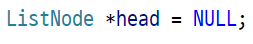 ListNode *head = NULL;